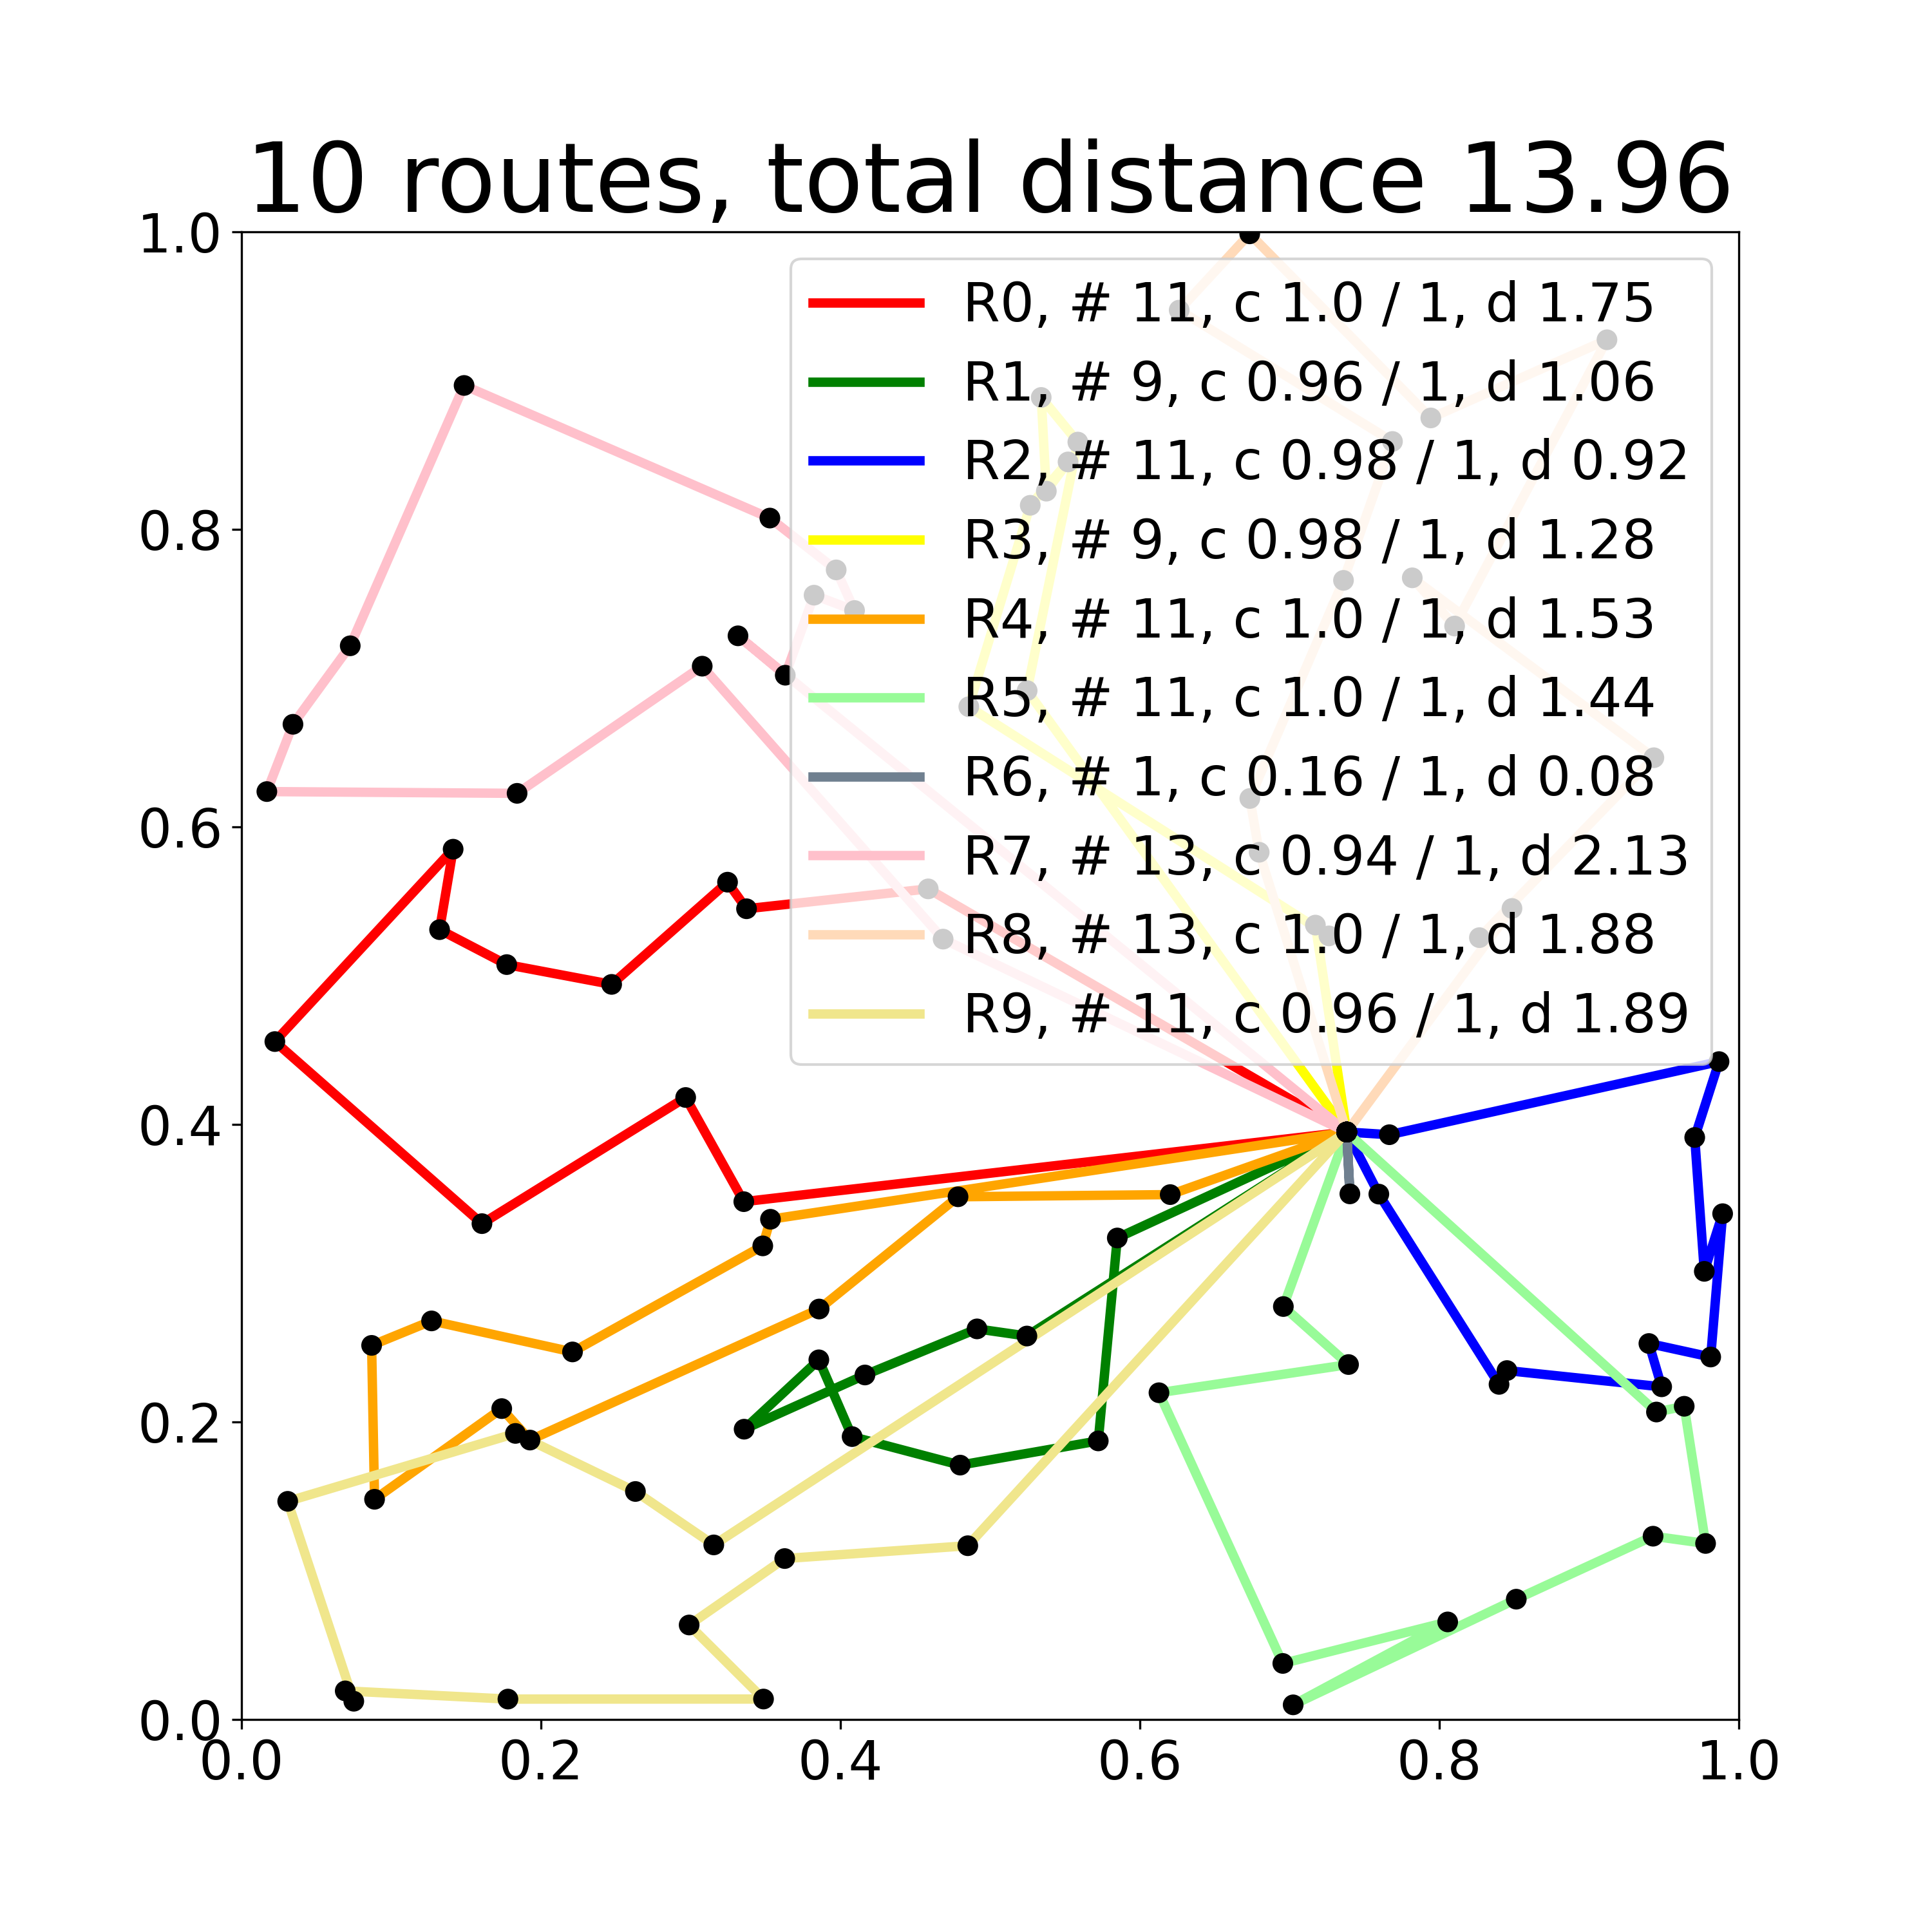 10 routes, total distance 13.96
1.0
0.8
0.6
0.4
0.2
0.0
0.0 0.2 0.4 0.6 0.8 1.0
R0, # 11, c 1.0 / 1, d 1.75
R1, # 9, c 0.96 / 1, d 1.06
R2, # 11, c 0.98 / 1, d 0.92
R3, # 9, c 0.98 / 1, d 1.28
R4, # 11, c 1.0 / 1, d 1.53
R5, # 11, c 1.0 / 1, d 1.44
R6, # 1, c 0.16 / 1, d 0.08
R7, # 13, c 0.94 / 1, d 2.13
R8, # 13, c 1.0 / 1, d 1.88
R9, # 11, c 0.96 / 1, d 1.89